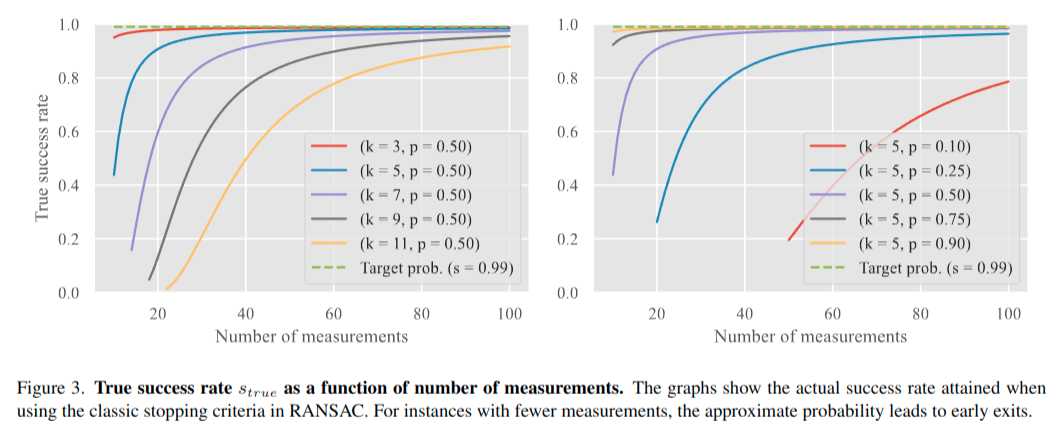 1.0
0.8
0.6
0.4
0.2
0.0
True success rate
20 40 60 80 100
Number of measurements
(k = 3, p = 0.50)
(k = 5, p = 0.50)
(k = 7, p = 0.50)
(k = 9, p = 0.50)
(k = 11, p = 0.50)
Target prob. (s = 0.99)
1.0
0.8
0.6
0.4
0.2
0.0
20 40 60 80 100
Number of measurements
(k = 5, p = 0.10)
(k = 5, p = 0.25)
(k = 5, p = 0.50)
(k = 5, p = 0.75)
(k = 5, p = 0.90)
Target prob. (s = 0.99)
Figure 3. True success rate s_true as a function of number of measurements. The graphs show the actual success rate attained when
using the classic stopping criteria in RANSAC. For instances with fewer measurements, the approximate probability leads to early exits.